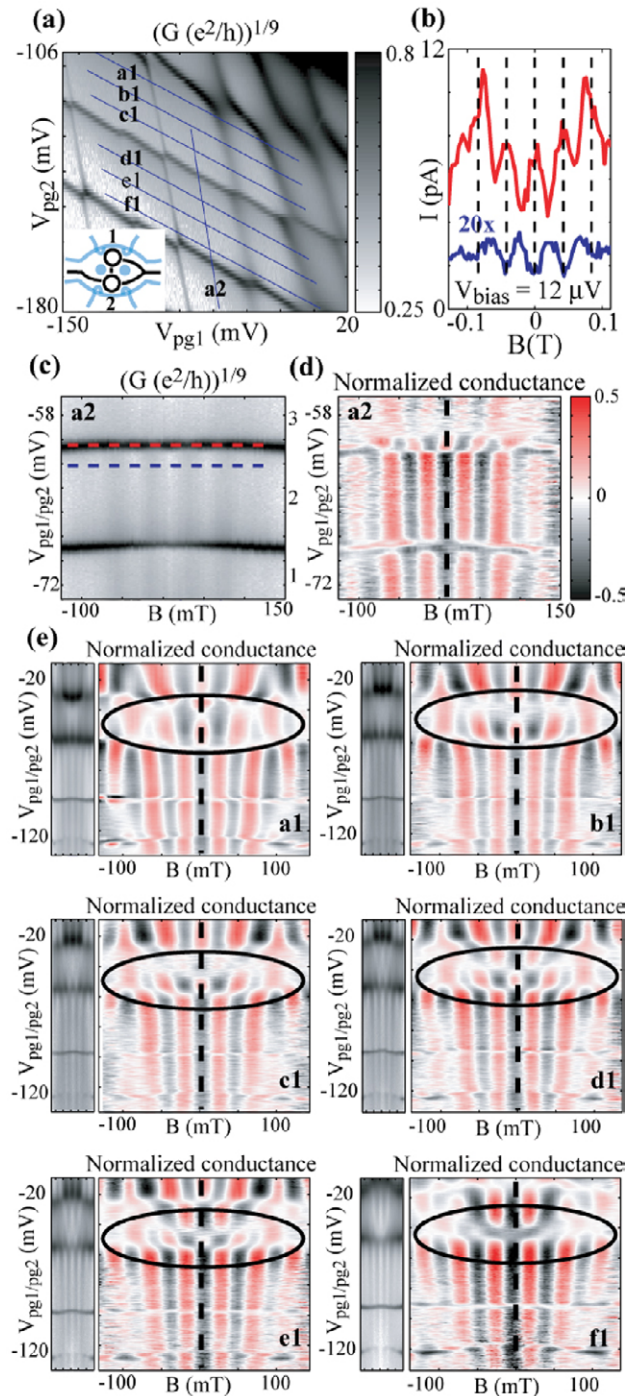 (a) (G (e²/h))^1/9
-106
V_pg2 (mV)
-180
a1
b1
c1
d1
e1
f1
a2
1
2
-150
V_pg1 (mV)
20
0.8
0.25
(b)
12
I (pA)
0
20x
V_bias = 12 μV
-0.1
0
0.1
B(T)
(c) (G (e²/h))^1/9
a2
-58
V_pg1/pg2 (mV)
-72
3
2
1
-100
B (mT)
150
(d) Normalized conductance
a2
-58
V_pg1/pg2 (mV)
-72
-100
B (mT)
150
0.5
0
-0.5
(e)
Normalized conductance
-20
V_pg1/pg2 (mV)
-120
a1
-100
B (mT)
100
Normalized conductance
-20
V_pg1/pg2 (mV)
-120
b1
-100
B (mT)
100
Normalized conductance
-20
V_pg1/pg2 (mV)
-120
c1
-100
B (mT)
100
Normalized conductance
-20
V_pg1/pg2 (mV)
-120
d1
-100
B (mT)
100
Normalized conductance
-20
V_pg1/pg2 (mV)
-120
e1
-100
B (mT)
100
Normalized conductance
-20
V_pg1/pg2 (mV)
-120
f1
-100
B (mT)
100